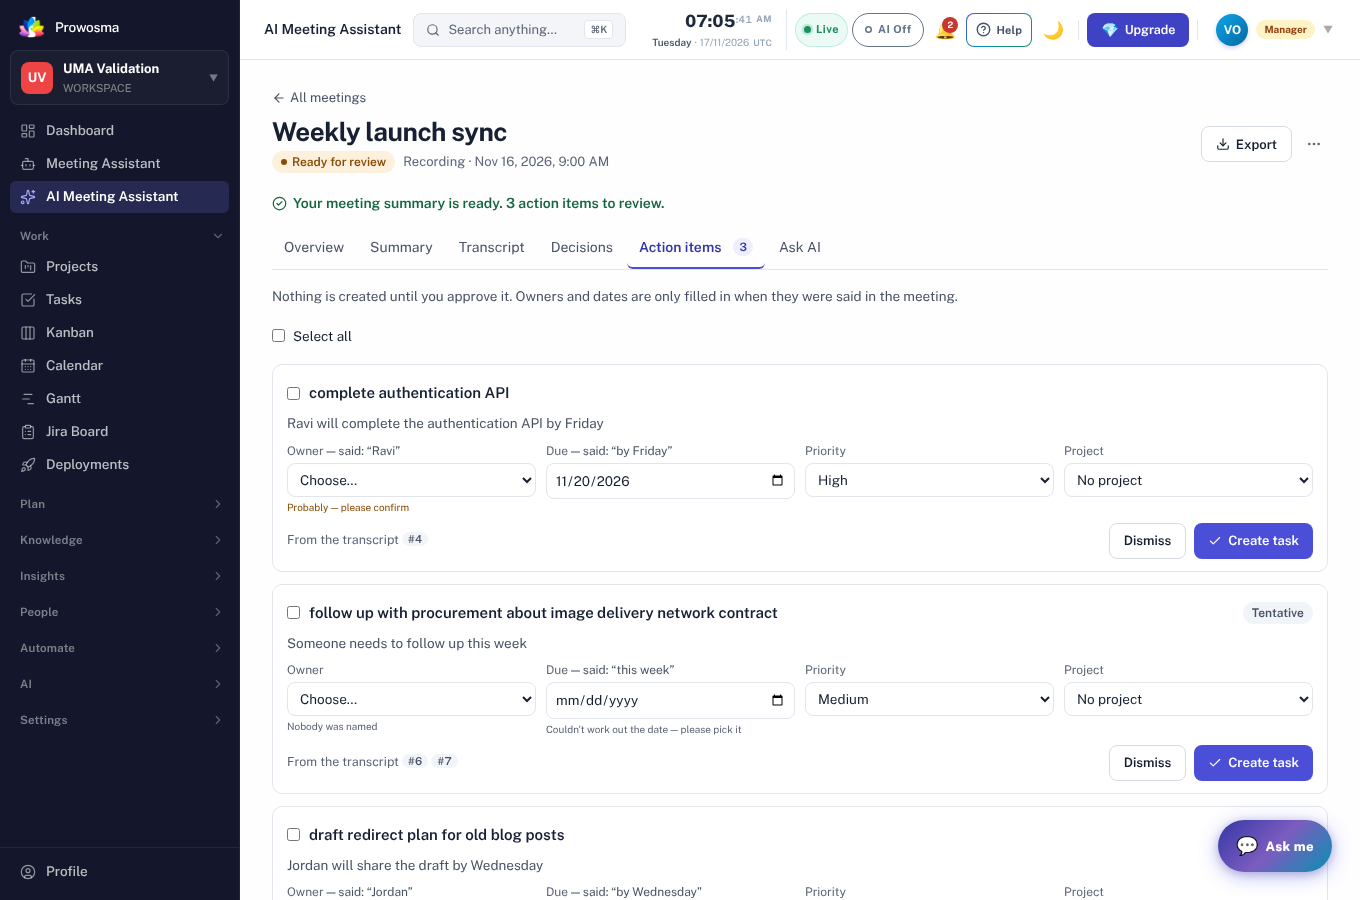 Prowosma
UV
UMA Validation
WORKSPACE
Dashboard
Meeting Assistant
AI Meeting Assistant
Work
Projects
Tasks
Kanban
Calendar
Gantt
Jira Board
Deployments
Plan
Knowledge
Insights
People
Automate
AI
Settings
Profile
AI Meeting Assistant
Search anything... ⌘K
07:05:41 AM
Tuesday · 17/11/2026 UTC
Live
AI Off
2
Help
Upgrade
VO
Manager
← All meetings
Weekly launch sync
Ready for review
Recording · Nov 16, 2026, 9:00 AM
Export
Your meeting summary is ready. 3 action items to review.
Overview Summary Transcript Decisions Action items 3 Ask AI
Nothing is created until you approve it. Owners and dates are only filled in when they were said in the meeting.
Select all
complete authentication API
Ravi will complete the authentication API by Friday
Owner — said: “Ravi” Due — said: “by Friday” Priority Project
Choose... 11/20/2026 High No project
Probably — please confirm
From the transcript #4
Dismiss Create task
follow up with procurement about image delivery network contract
Tentative
Someone needs to follow up this week
Owner Due — said: “this week” Priority Project
Choose... mm/dd/yyyy Medium No project
Nobody was named Couldn't work out the date — please pick it
From the transcript #6 #7
Dismiss Create task
draft redirect plan for old blog posts
Jordan will share the draft by Wednesday
Owner — said: “Jordan” Due — said: “by Wednesday” Priority Project
Ask me